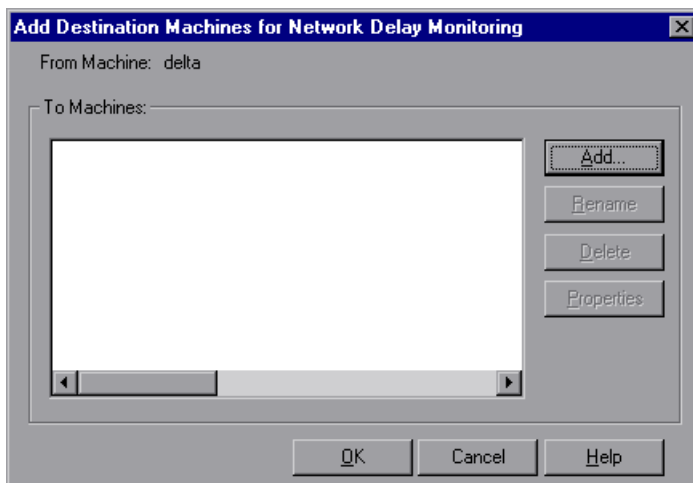 Add Destination Machines for Network Delay Monitoring
From Machine: delta
To Machines:
Add...
Rename
Delete
Properties
OK Cancel Help